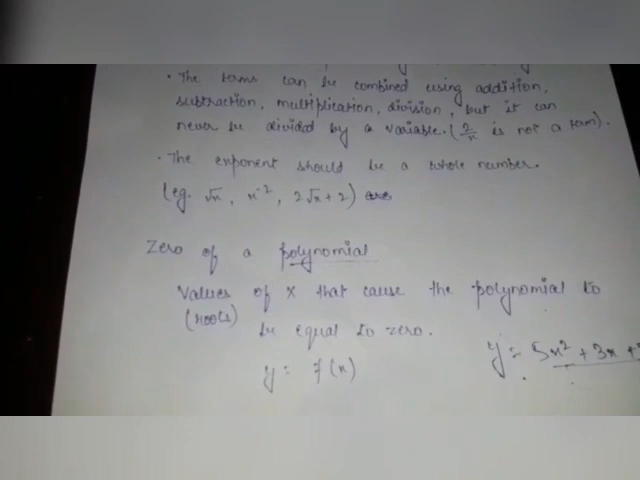 • The terms can be combined using addition,
subtraction, multiplication, division, but it can
never be divided by a variable. (2/x is not a term).
• The exponent should be a whole number.
(eg. √x, x⁻², 2√x + 2)
Zero of a polynomial
Values of x that cause the polynomial to
(roots) be equal to zero.
y = f(x)
y = 5x² + 3x +